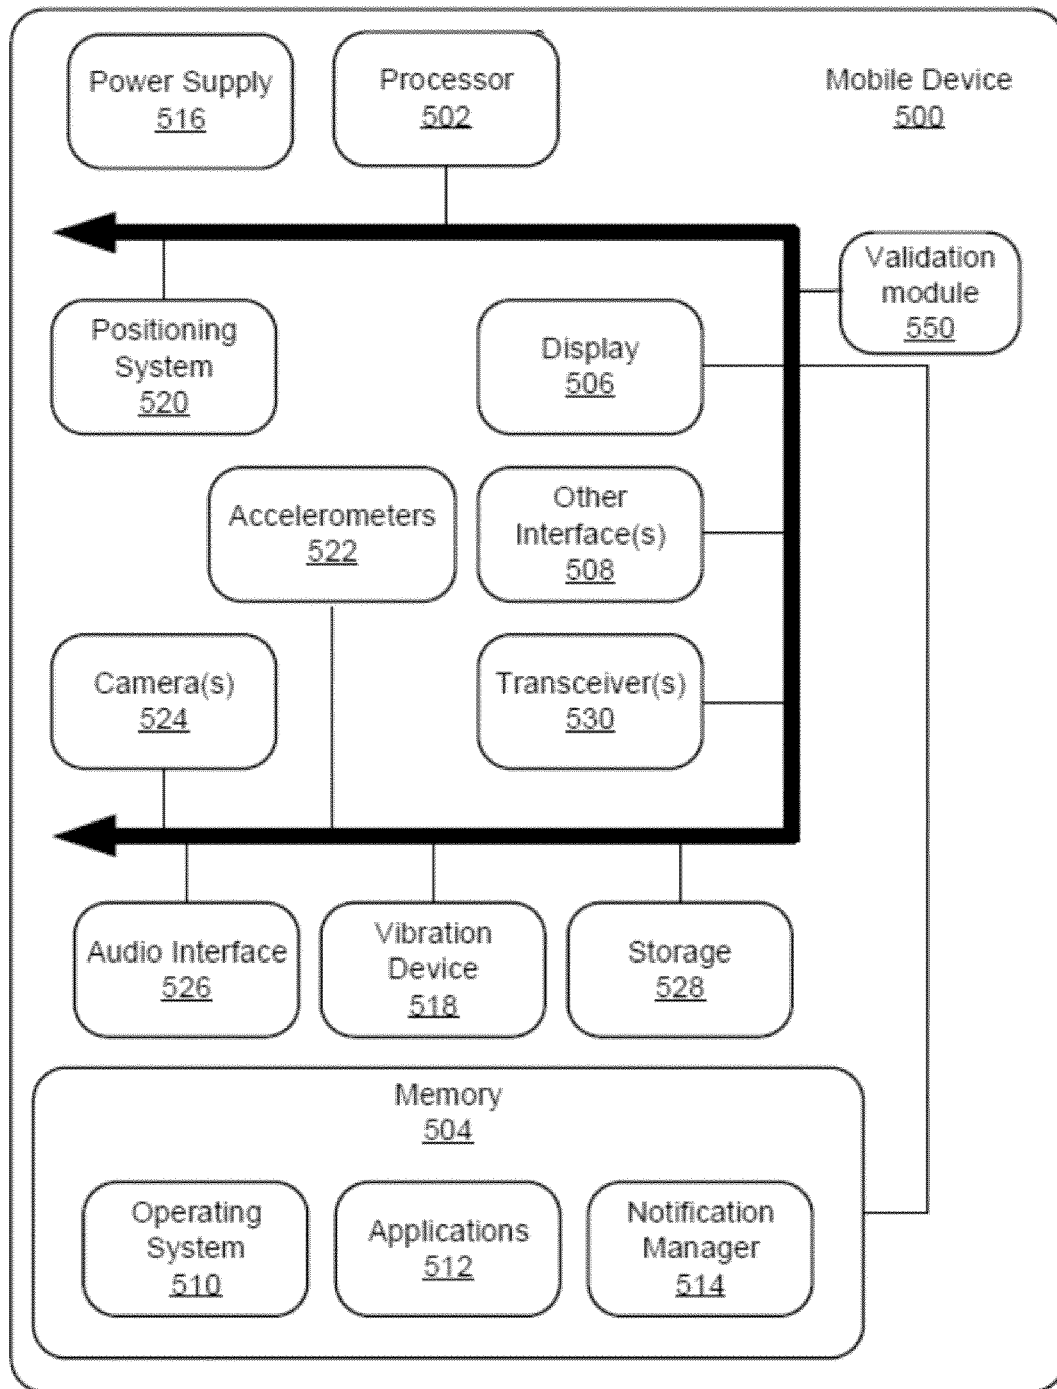 Power Supply
516
Processor
502
Mobile Device
500
Validation
module
550
Positioning
System
520
Display
506
Accelerometers
522
Other
Interface(s)
508
Camera(s)
524
Transceiver(s)
530
Audio Interface
526
Vibration
Device
518
Storage
528
Memory
504
Operating
System
510
Applications
512
Notification
Manager
514